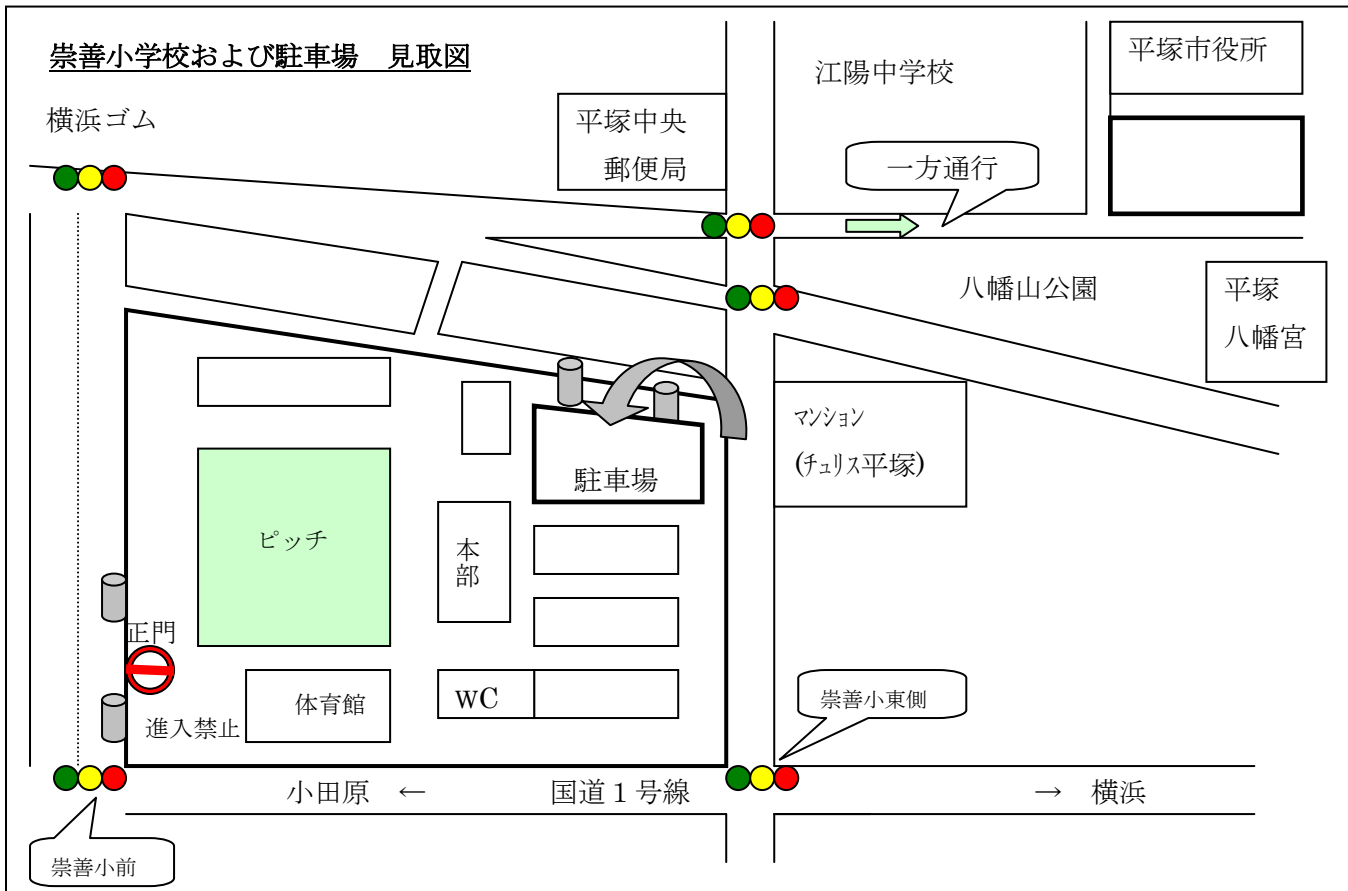 崇善小学校および駐車場　見取図
横浜ゴム
平塚中央
郵便局
江陽中学校
平塚市役所
一方通行
八幡山公園
平塚
八幡宮
マンション
(チュリス平塚)
駐車場
ピッチ
本部
正門
進入禁止
体育館
WC
崇善小東側
小田原　←
国道１号線
→　横浜
崇善小前